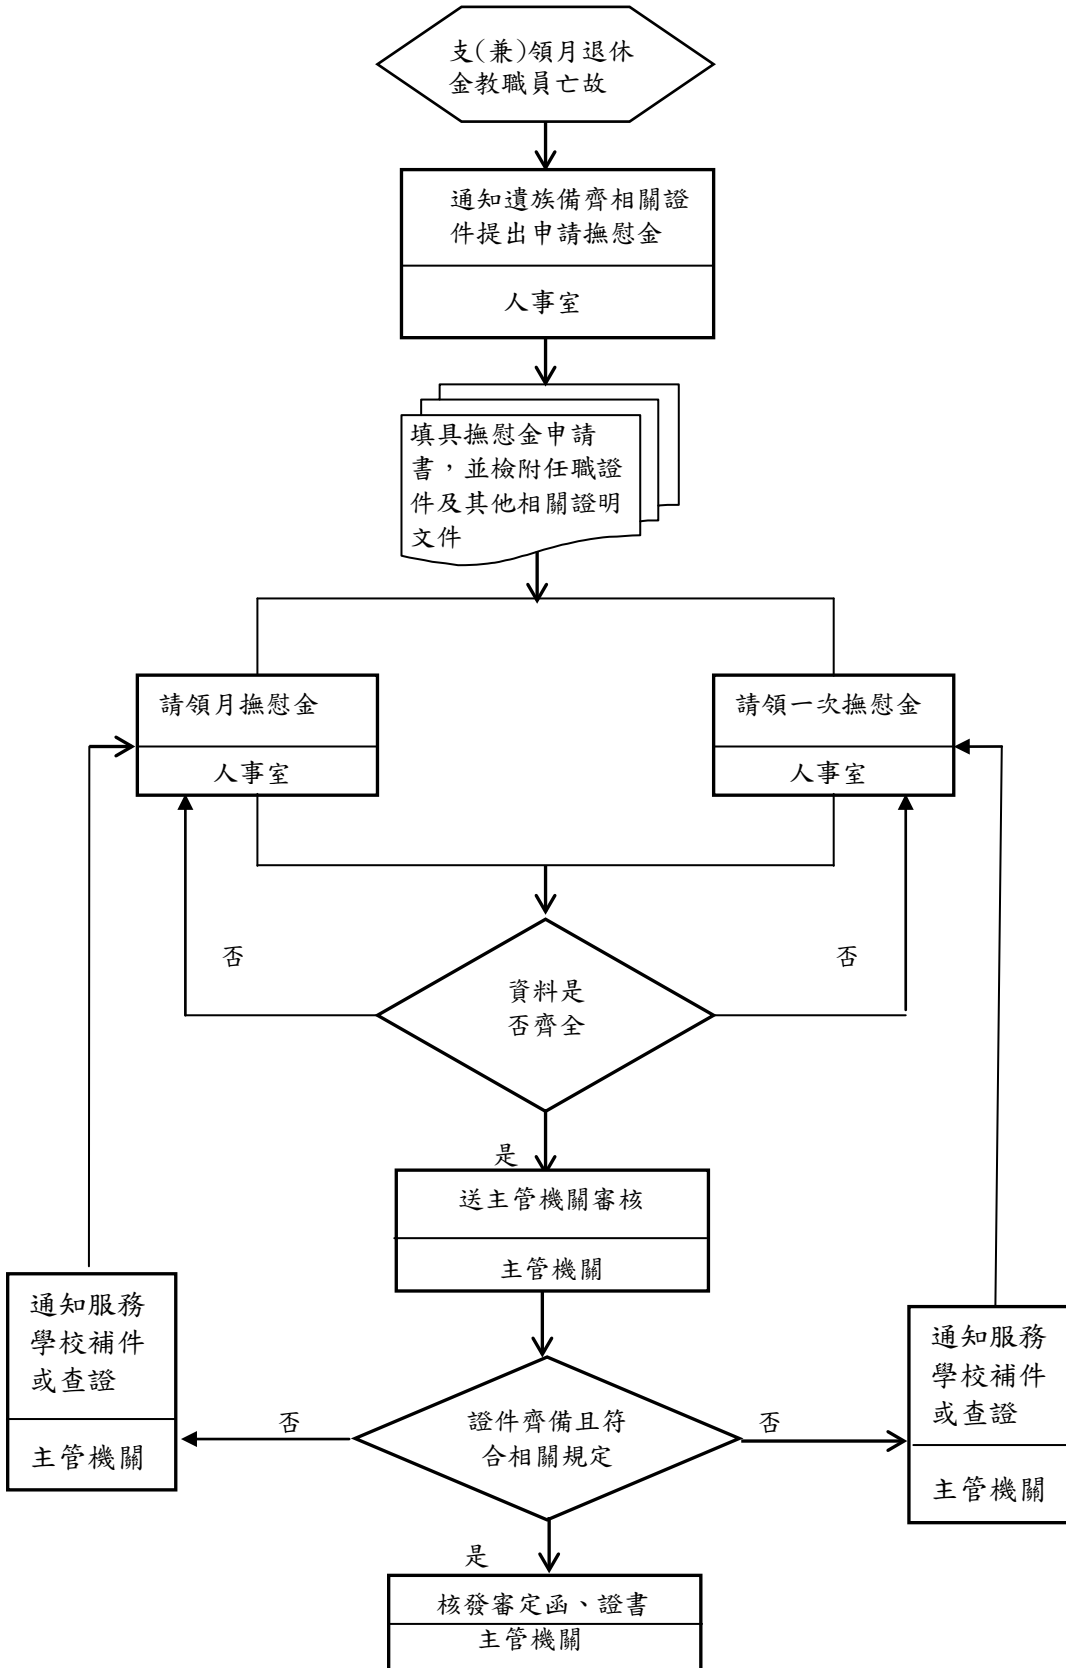 支(兼)領月退休
金教職員亡故
通知遺族備齊相關證
件提出申請撫慰金
人事室
填具撫慰金申請
書，並檢附任職證
件及其他相關證明
文件
請領月撫慰金
人事室
請領一次撫慰金
人事室
否
否
資料是
否齊全
是
送主管機關審核
主管機關
通知服務
學校補件
或查證
主管機關
否
證件齊備且符
合相關規定
否
通知服務
學校補件
或查證
主管機關
是
核發審定函、證書
主管機關